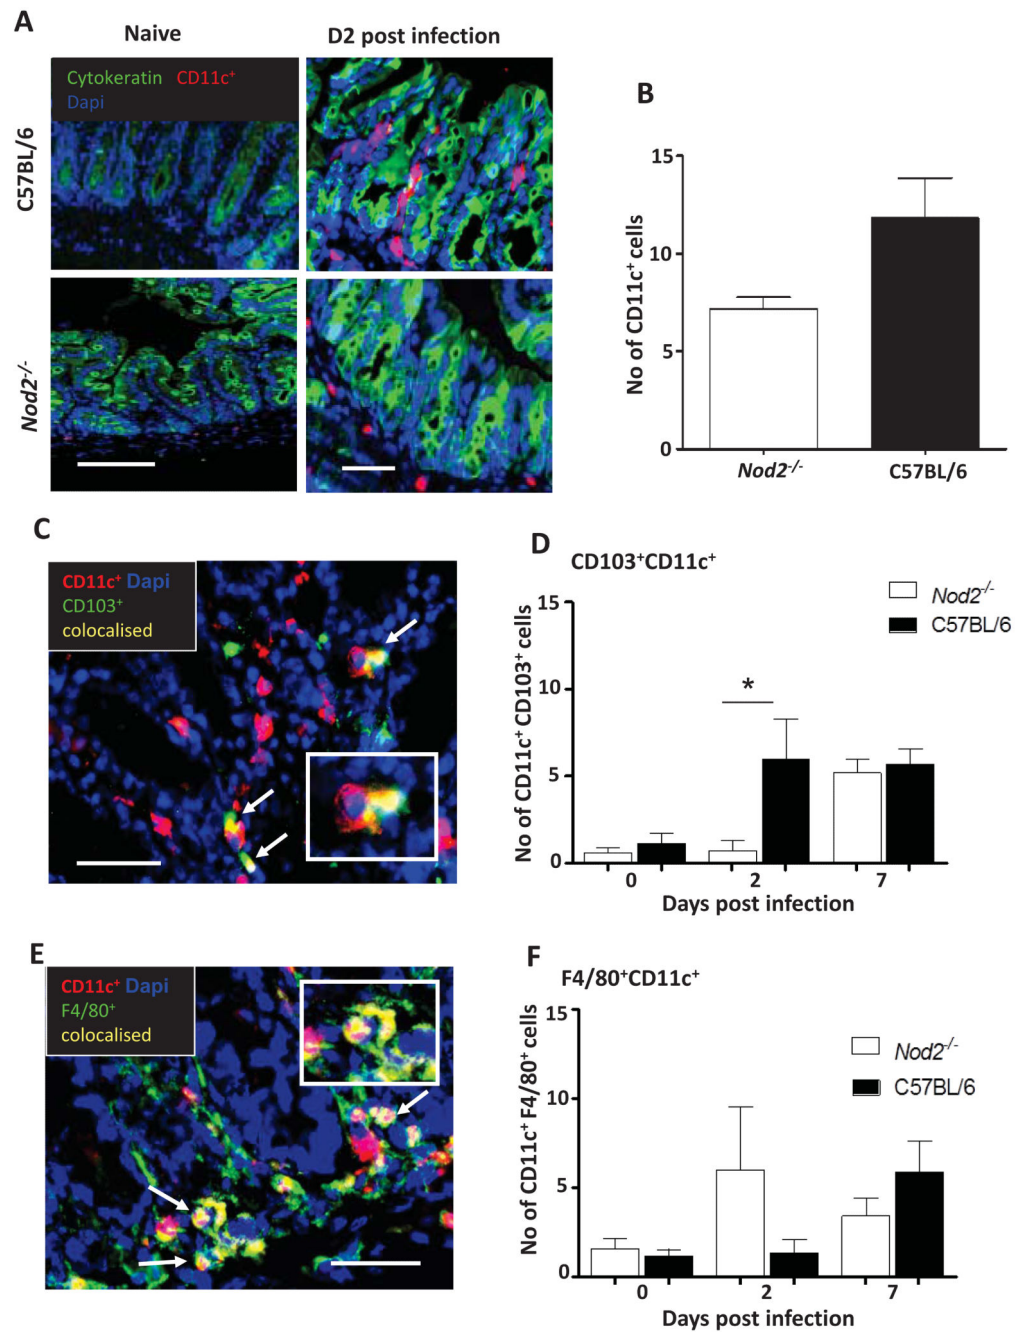 A
Naive
D2 post infection
Cytokeratin CD11c⁺
Dapi
C57BL/6
Nod2⁻/⁻
B
No of CD11c⁺ cells
15
10
5
0
Nod2⁻/⁻
C57BL/6
C
CD11c⁺ Dapi
CD103⁺
colocalised
D
CD103⁺CD11c⁺
Nod2⁻/⁻
C57BL/6
No of CD11c⁺ CD103⁺ cells
15
10
5
0
*
0
2
7
Days post infection
E
CD11c⁺ Dapi
F4/80⁺
colocalised
F
F4/80⁺CD11c⁺
Nod2⁻/⁻
C57BL/6
No of CD11c⁺ F4/80⁺ cells
15
10
5
0
0
2
7
Days post infection